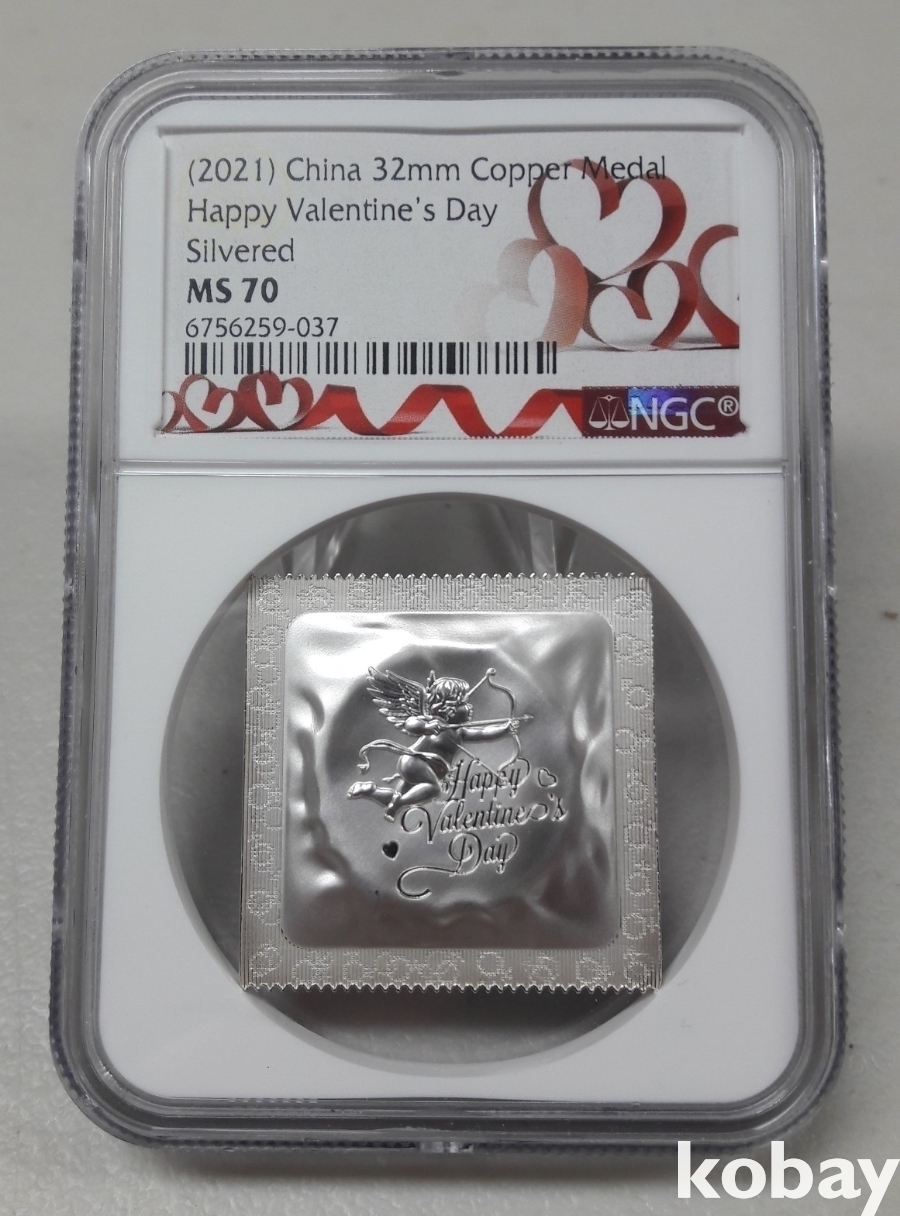 (2021) China 32mm Copper Medal
Happy Valentine's Day
Silvered
MS 70
6756259-037
NGC®
Happy
Valentine's
Day
kobay